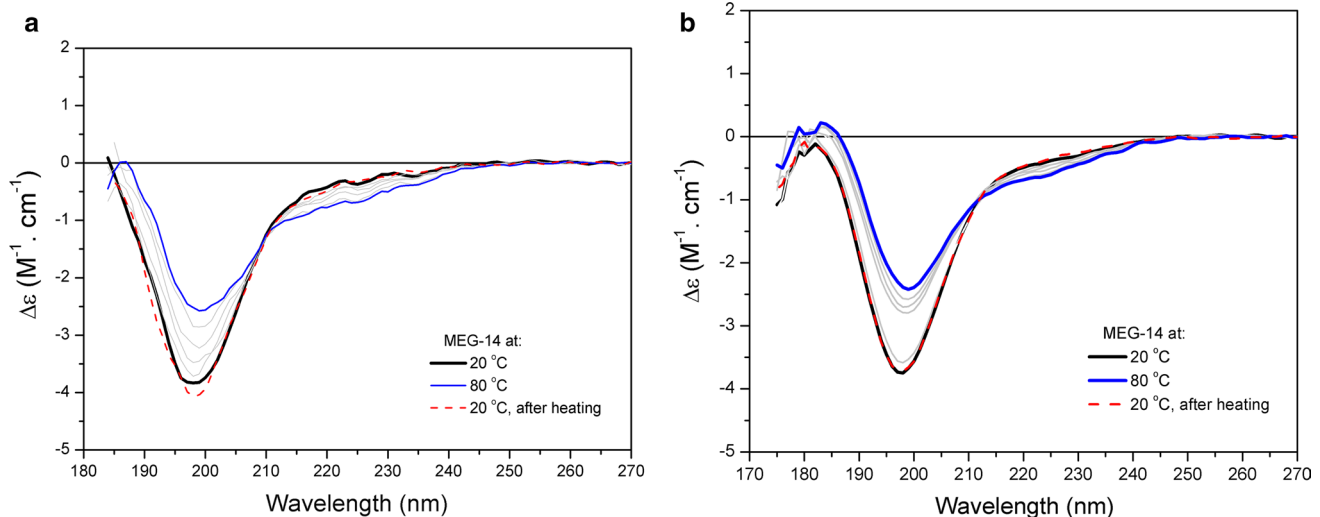 a
2
1
0
-1
-2
-3
-4
-5
Δε (M⁻¹. cm⁻¹)
180 190 200 210 220 230 240 250 260 270
Wavelength (nm)
MEG-14 at:
20 °C
80 °C
20 °C, after heating
b
2
1
0
-1
-2
-3
-4
-5
Δε (M⁻¹. cm⁻¹)
170 180 190 200 210 220 230 240 250 260 270
Wavelength (nm)
MEG-14 at:
20 °C
80 °C
20 °C, after heating